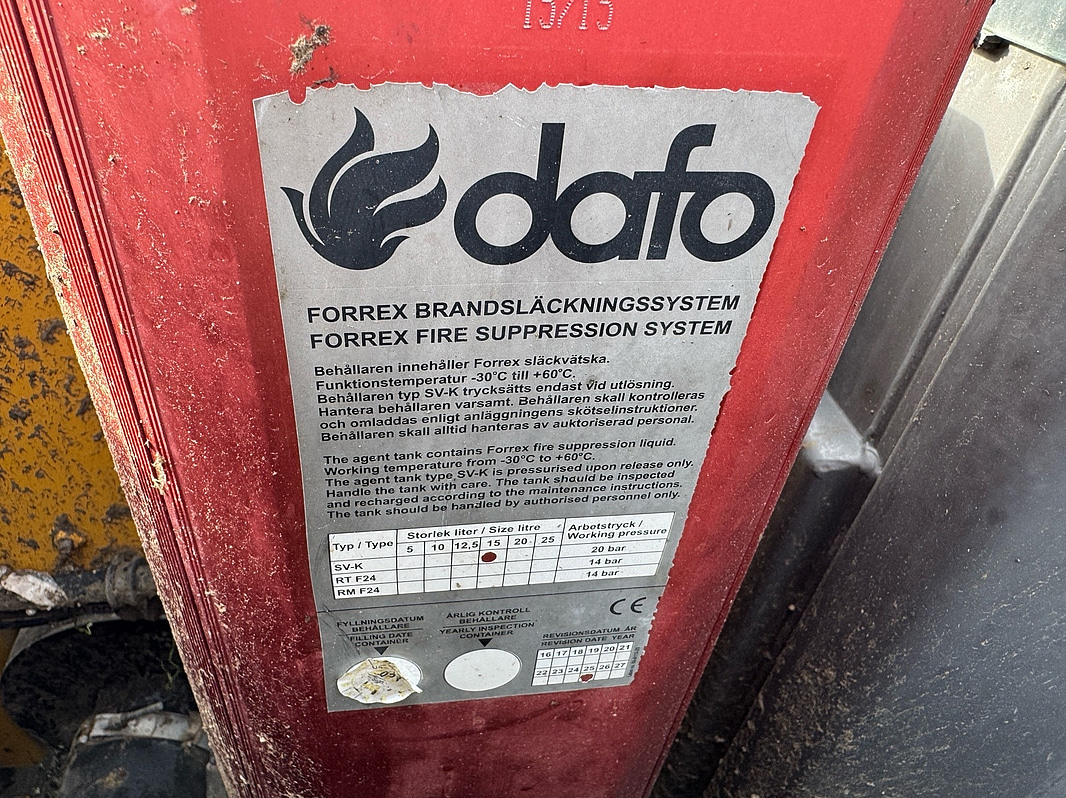 15/15
dafo
FORREX BRANDSLÄCKNINGSSYSTEM
FORREX FIRE SUPPRESSION SYSTEM
Behållaren innehåller Forrex släckvätska.
Funktionstemperatur -30°C till +60°C.
Behållaren typ SV-K trycksätts endast vid utlösning.
Hantera behållaren varsamt. Behållaren skall kontrolleras
och omladdas enligt anläggningens skötselinstruktioner.
Behållaren skall alltid hanteras av auktoriserad personal.
The agent tank contains Forrex fire suppression liquid.
Working temperature from -30°C to +60°C.
The agent tank type SV-K is pressurised upon release only.
Handle the tank with care. The tank should be inspected
and recharged according to the maintenance instructions.
The tank should be handled by authorised personnel only.
Typ / Type Storlek liter / Size litre Arbetstryck / Working pressure
5 10 12,5 15 20 25
SV-K 20 bar
RT F24 14 bar
RM F24 14 bar
FYLLNINGSDATUM
BEHÅLLARE
FILLING DATE
CONTAINER
ÅRLIG KONTROLL
BEHÅLLARE
YEARLY INSPECTION
CONTAINER
CE
REVISIONSDATUM ÅR
REVISION DATE YEAR
16 17 18 19 20 21
22 23 24 25 26 27